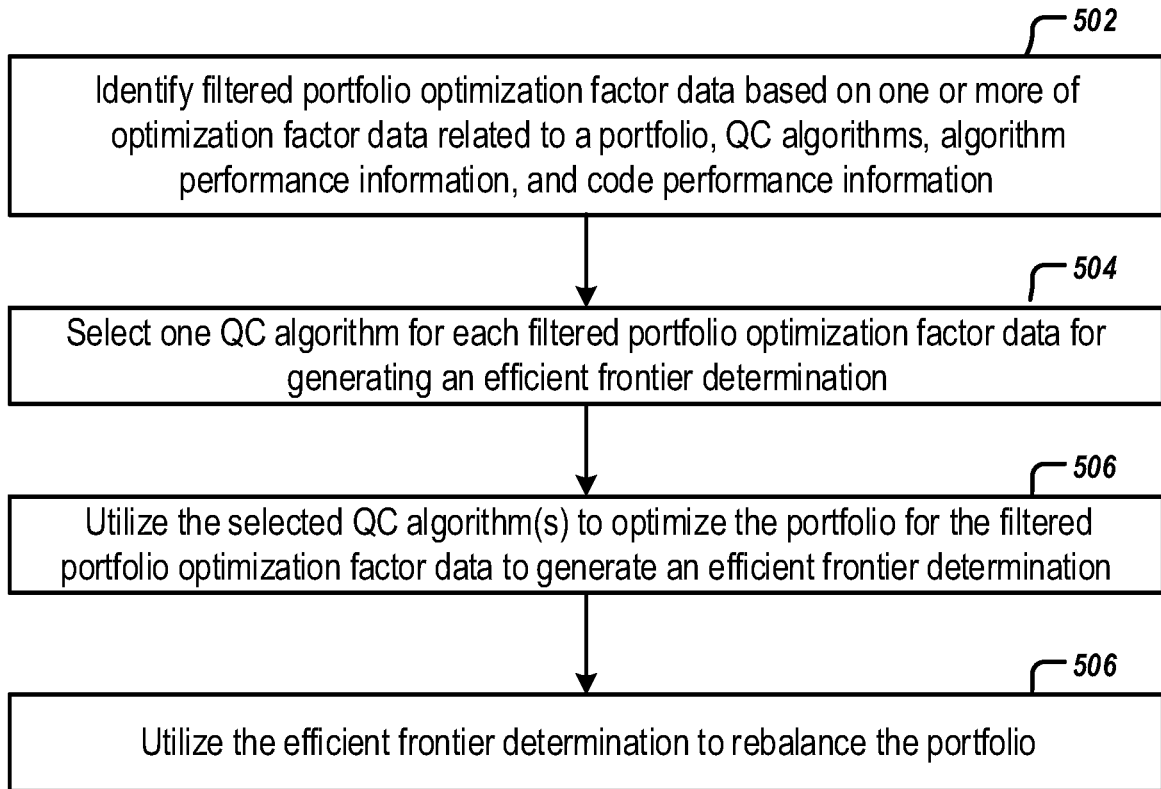 502
Identify filtered portfolio optimization factor data based on one or more of
optimization factor data related to a portfolio, QC algorithms, algorithm
performance information, and code performance information
504
Select one QC algorithm for each filtered portfolio optimization factor data for
generating an efficient frontier determination
506
Utilize the selected QC algorithm(s) to optimize the portfolio for the filtered
portfolio optimization factor data to generate an efficient frontier determination
506
Utilize the efficient frontier determination to rebalance the portfolio